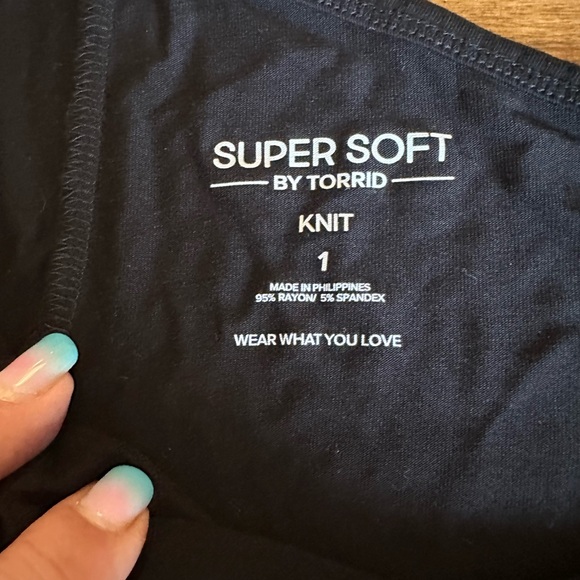 SUPER SOFT
BY TORRID
KNIT
1
MADE IN PHILIPPINES
95% RAYON/ 5% SPANDEX
WEAR WHAT YOU LOVE